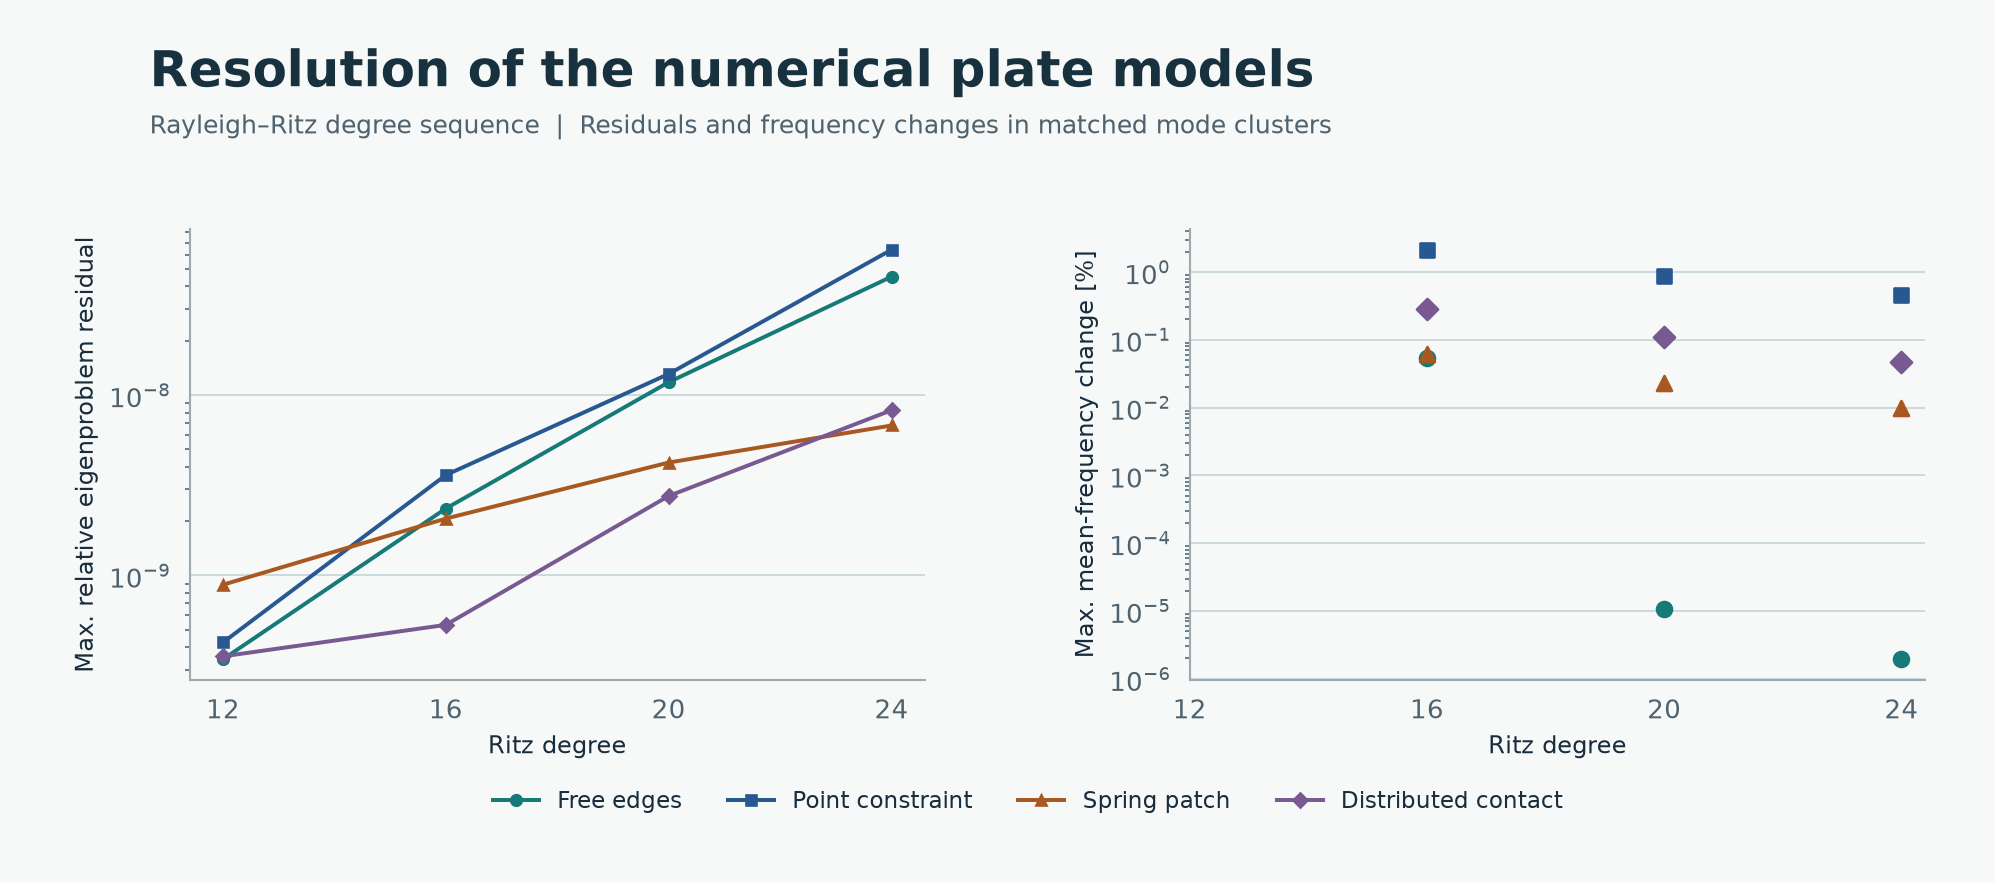 Resolution of the numerical plate models
Rayleigh–Ritz degree sequence | Residuals and frequency changes in matched mode clusters
Max. relative eigenproblem residual
10⁻⁸
10⁻⁹
12 16 20 24
Ritz degree
Max. mean-frequency change [%]
10⁰
10⁻¹
10⁻²
10⁻³
10⁻⁴
10⁻⁵
10⁻⁶
12 16 20 24
Ritz degree
Free edges Point constraint Spring patch Distributed contact